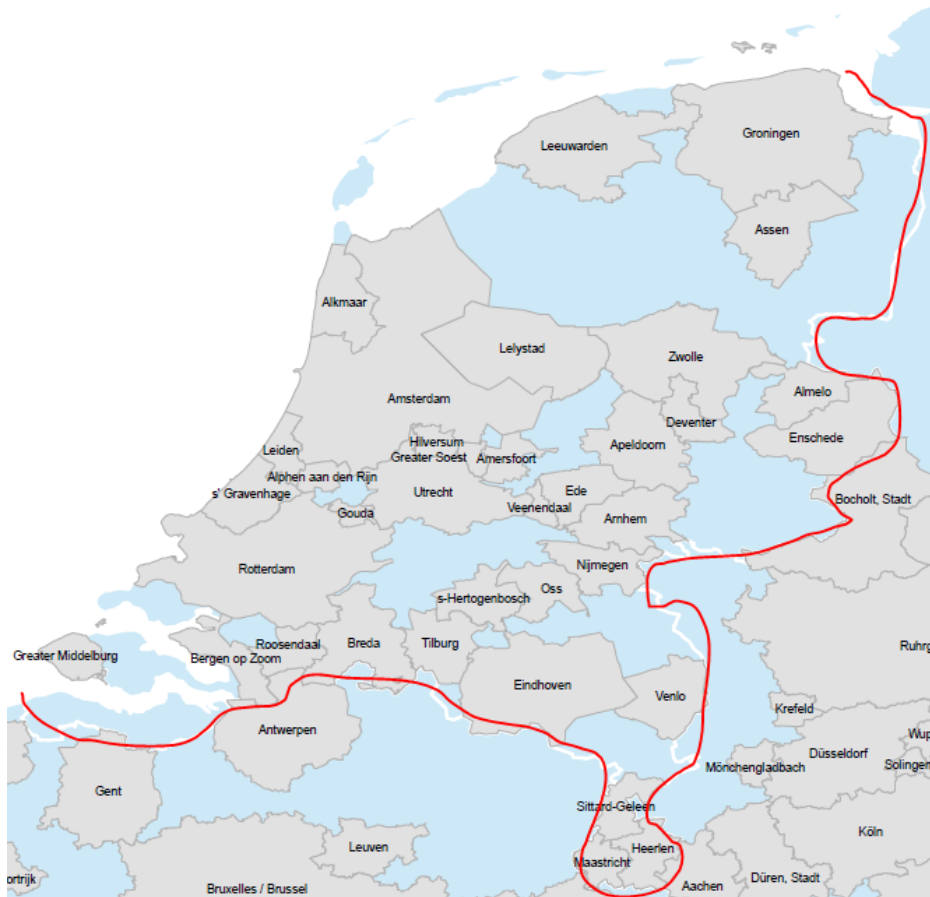 Groningen
Leeuwarden
Assen
Alkmaar
Lelystad
Zwolle
Almelo
Amsterdam
Deventer
Enschede
Hilversum
Apeldoorn
Leiden
Greater Soest
Amersfoort
Alphen aan den Rijn
Utrecht
Ede
s' Gravenhage
Bocholt, Stadt
Veenendaal
Gouda
Arnhem
Nijmegen
Rotterdam
Oss
s-Hertogenbosch
Roosendaal
Breda
Tilburg
Ruhrg
Greater Middelburg
Bergen op Zoom
Eindhoven
Venlo
Krefeld
Antwerpen
Wup
Düsseldorf
Solingen
Mönchengladbach
Gent
Sittard-Geleen
Köln
Leuven
Heerlen
Maastricht
ortrijk
Düren, Stadt
Aachen
Bruxelles / Brussel